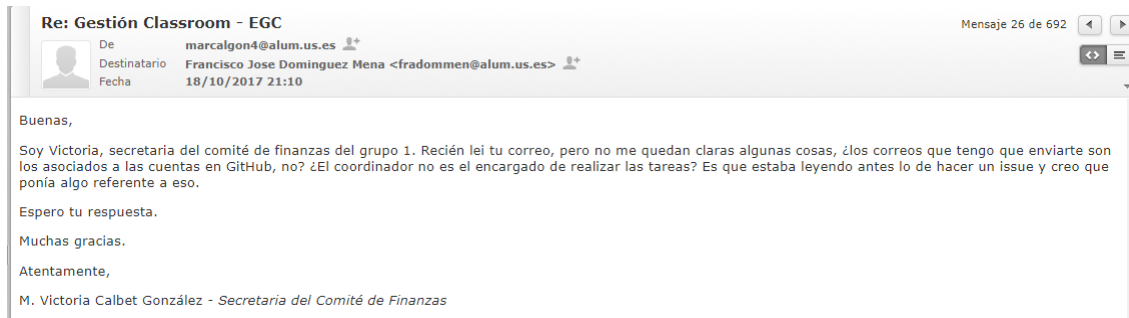 Re: Gestión Classroom - EGC
Mensaje 26 de 692
De marcalgon4@alum.us.es
Destinatario Francisco Jose Dominguez Mena <fradommen@alum.us.es>
Fecha 18/10/2017 21:10
Buenas,
Soy Victoria, secretaria del comité de finanzas del grupo 1. Recién lei tu correo, pero no me quedan claras algunas cosas, ¿los correos que tengo que enviarte son
los asociados a las cuentas en GitHub, no? ¿El coordinador no es el encargado de realizar las tareas? Es que estaba leyendo antes lo de hacer un issue y creo que
ponía algo referente a eso.
Espero tu respuesta.
Muchas gracias.
Atentamente,
M. Victoria Calbet González - Secretaria del Comité de Finanzas